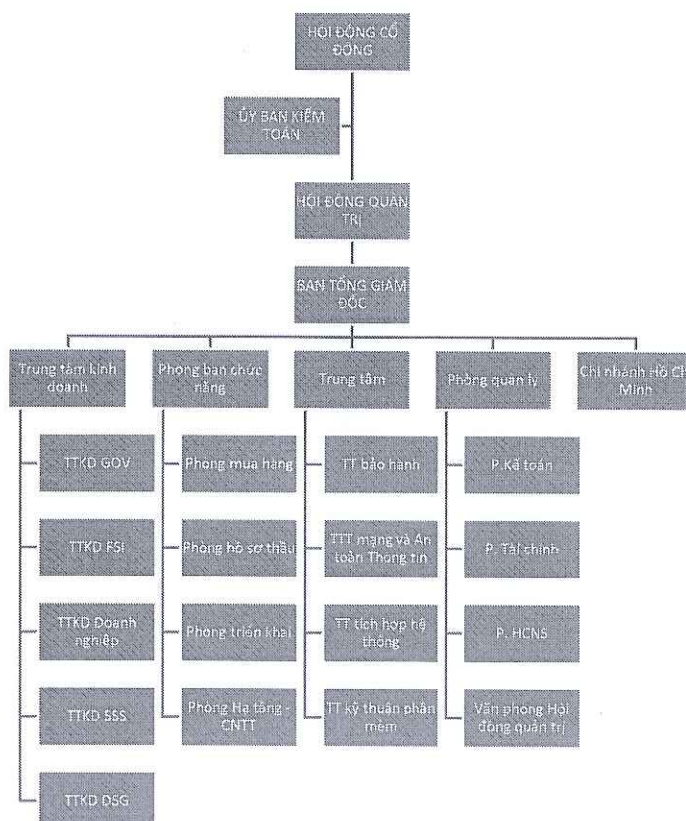 HỘI ĐỒNG CỔ
ĐÔNG
ỦY BAN KIỂM
TOÁN
HỘI ĐỒNG QUẢN
TRỊ
BAN TỔNG GIÁM
ĐỐC
Trung tâm kinh
doanh
Phòng ban chức
năng
Trung tâm
Phòng quản lý
Chi nhánh Hồ Chí
Minh
TTKD GOV
Phòng mua hàng
TT bảo hành
P.Kế toán
TTKD FSI
Phòng hồ sơ thầu
TTT mạng và An
toàn Thông tin
P. Tài chính
TTKD Doanh
nghiệp
Phòng triển khai
TT tích hợp hệ
thống
P. HCNS
TTKD SSS
Phòng Hạ tầng -
CNTT
TT kỹ thuân phần
mềm
Văn phòng Hội
đồng quản trị
TTKD DSG